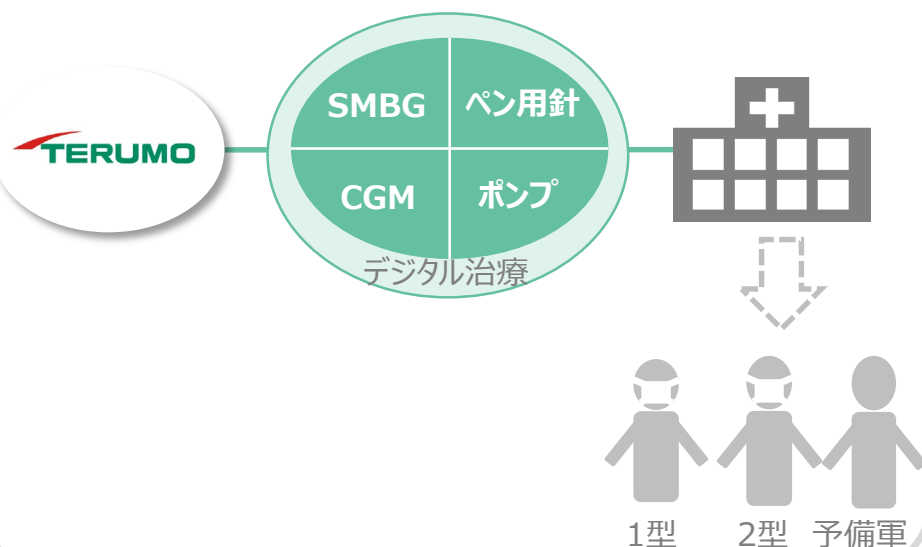 TERUMO
SMBG
ペン用針
CGM
ポンプ
デジタル治療
1型
2型
予備軍